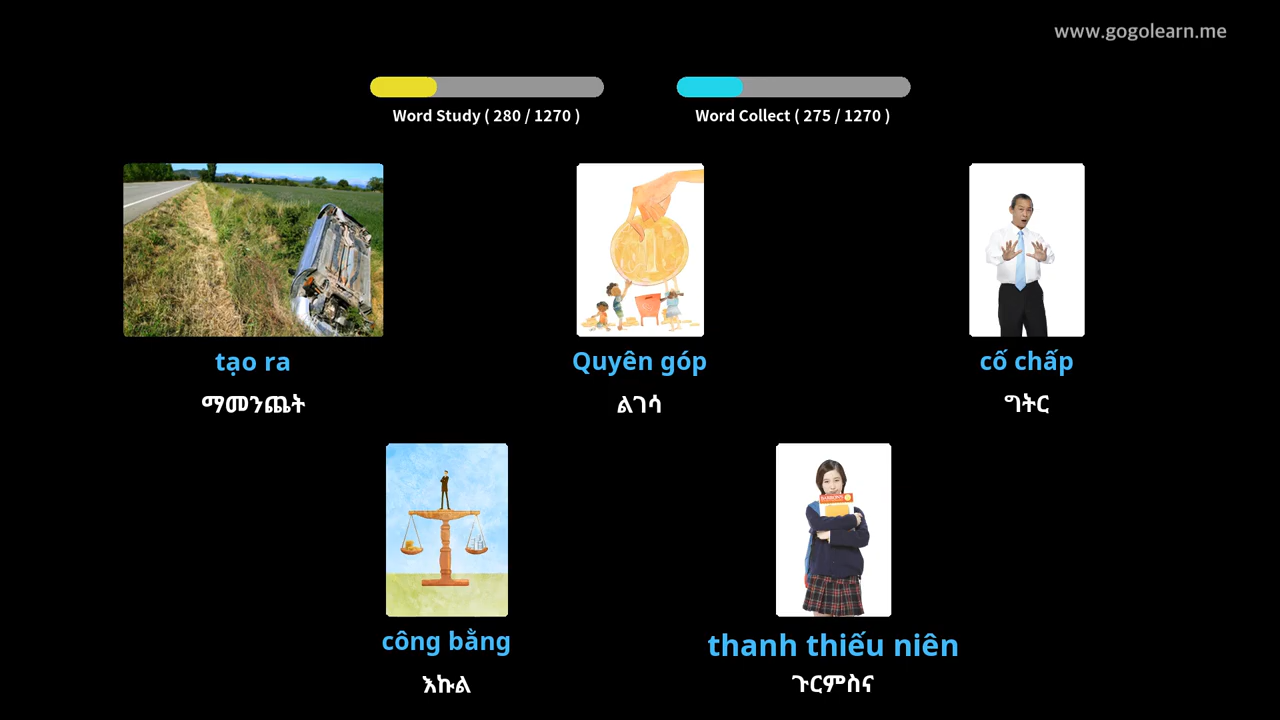 www.gogolearn.me
Word Study ( 280 / 1270 )
Word Collect ( 275 / 1270 )
tạo ra
Quyên góp
cố chấp
ማመንጨት
ልገሳ
ግትር
công bằng
thanh thiếu niên
እኩል
ጉርምስና